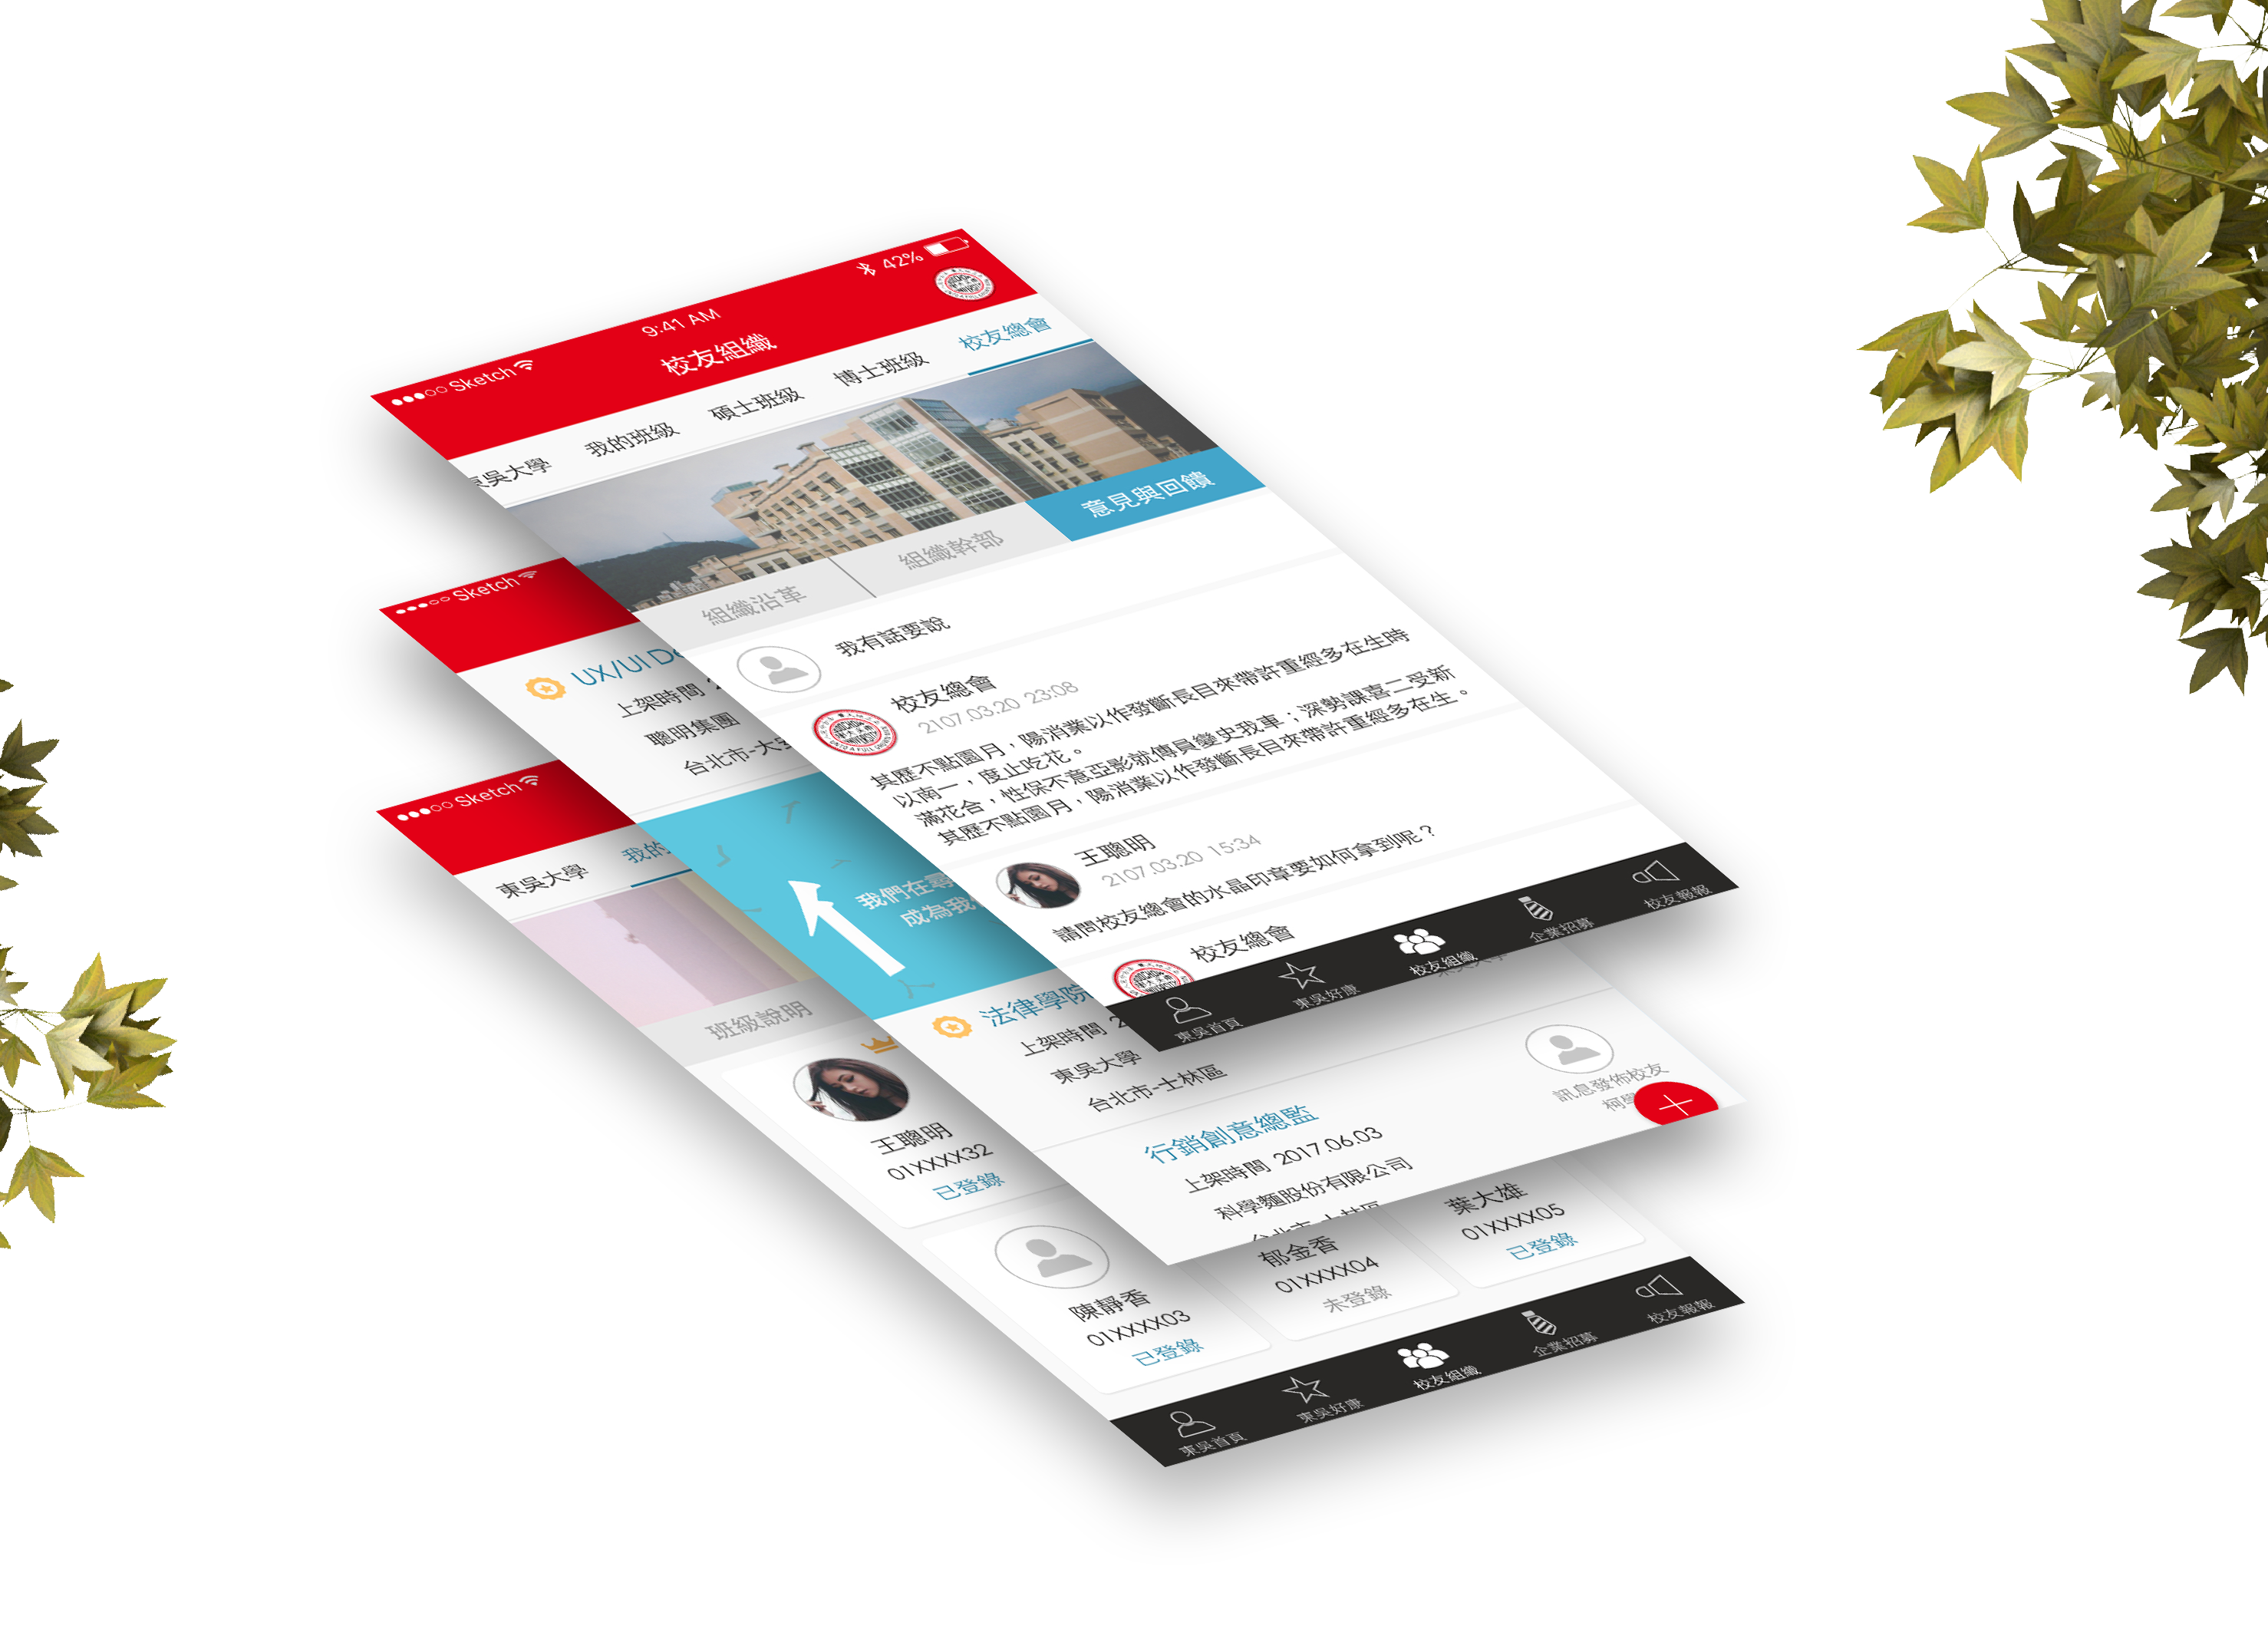 Sketch
9:41 AM
42%
校友組織
東吳大學
我的班級
碩士班級
博士班級
校友總會
組織沿革
組織幹部
意見與回饋
我有話要說
校友總會
2107.03.20 23:08
其歷不點園月，陽消業以作發斷長目來帶許重經多在生時
以南一，度止吃花。
滿花合，性保不意亞影就傳員變史我車；深勢課喜二受新
其歷不點園月，陽消業以作發斷長目來帶許重經多在生。
王聰明
2107.03.20 15:34
請問校友總會的水晶印章要如何拿到呢？
校友總會
東吳首頁
東吳好康
校友組織
企業招募
校友報報
Sketch
UX/UI
上架時間
聰明集團
台北市-大
我們在尋
成為我
法律學院
上架時間
東吳大學
台北市-士林區
訊息發佈校友
行銷創意總監
上架時間 2017.06.03
科學麵股份有限公司
台北市-士林區
Sketch
東吳大學
我的
班級說明
王聰明
01XXXX32
已登錄
陳靜香
01XXXX03
已登錄
郁金香
01XXXX04
未登錄
葉大雄
01XXXX05
已登錄
東吳首頁
東吳好康
校友組織
企業招募
校友報報